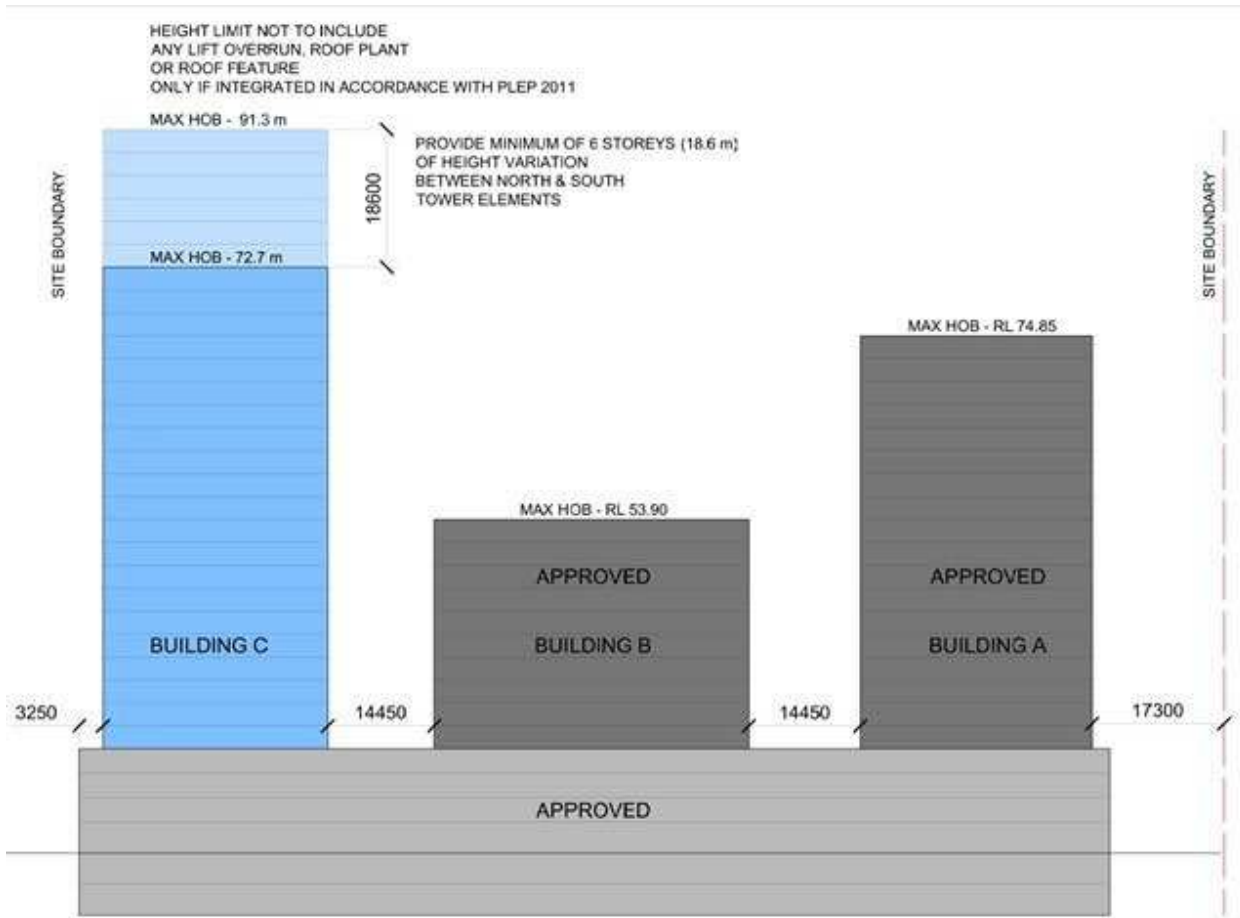 HEIGHT LIMIT NOT TO INCLUDE
ANY LIFT OVERRUN, ROOF PLANT
OR ROOF FEATURE
ONLY IF INTEGRATED IN ACCORDANCE WITH PLEP 2011
MAX HOB - 91.3 m
PROVIDE MINIMUM OF 6 STOREYS (18.6 m)
OF HEIGHT VARIATION
BETWEEN NORTH & SOUTH
TOWER ELEMENTS
18600
SITE BOUNDARY
SITE BOUNDARY
MAX HOB - 72.7 m
MAX HOB - RL 74.85
MAX HOB - RL 53.90
APPROVED
APPROVED
BUILDING C
BUILDING B
BUILDING A
3250
14450
14450
17300
APPROVED